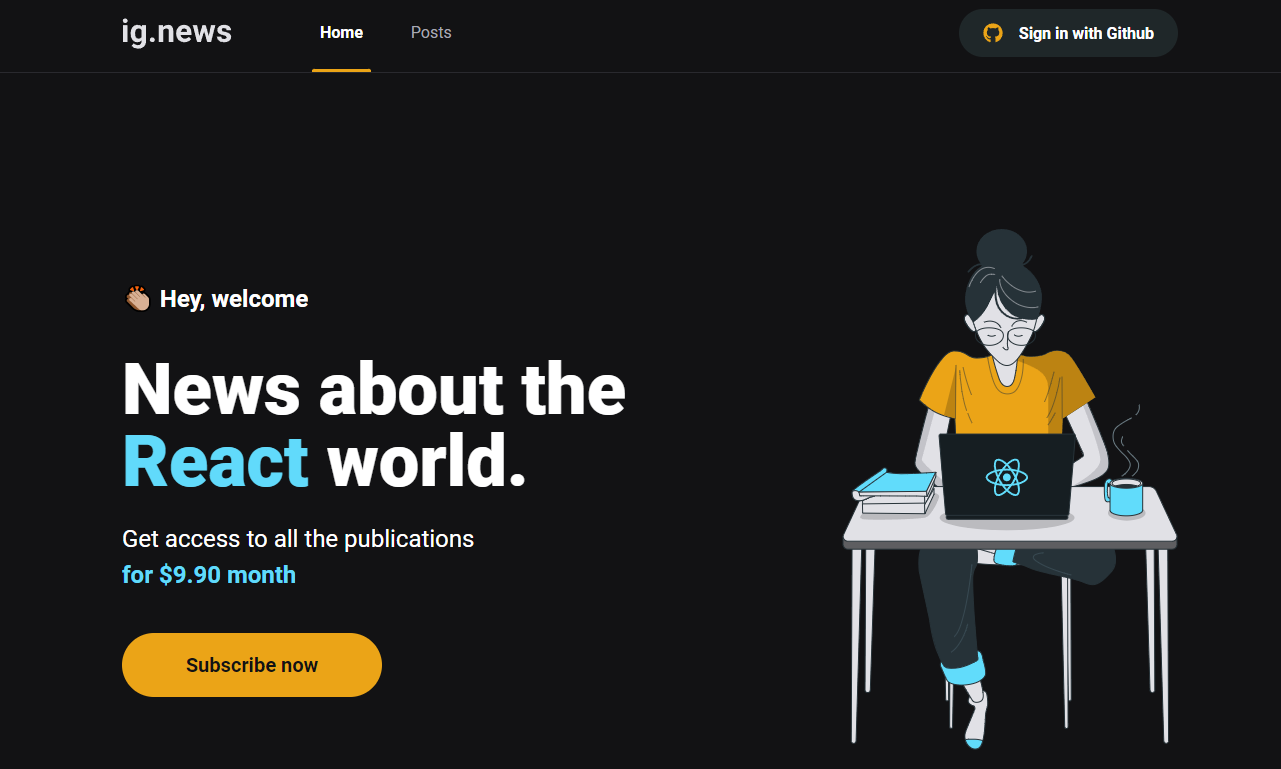 ig.news
Home
Posts
Sign in with Github
👏🏼 Hey, welcome
News about the
React world.
Get access to all the publications
for $9.90 month
Subscribe now